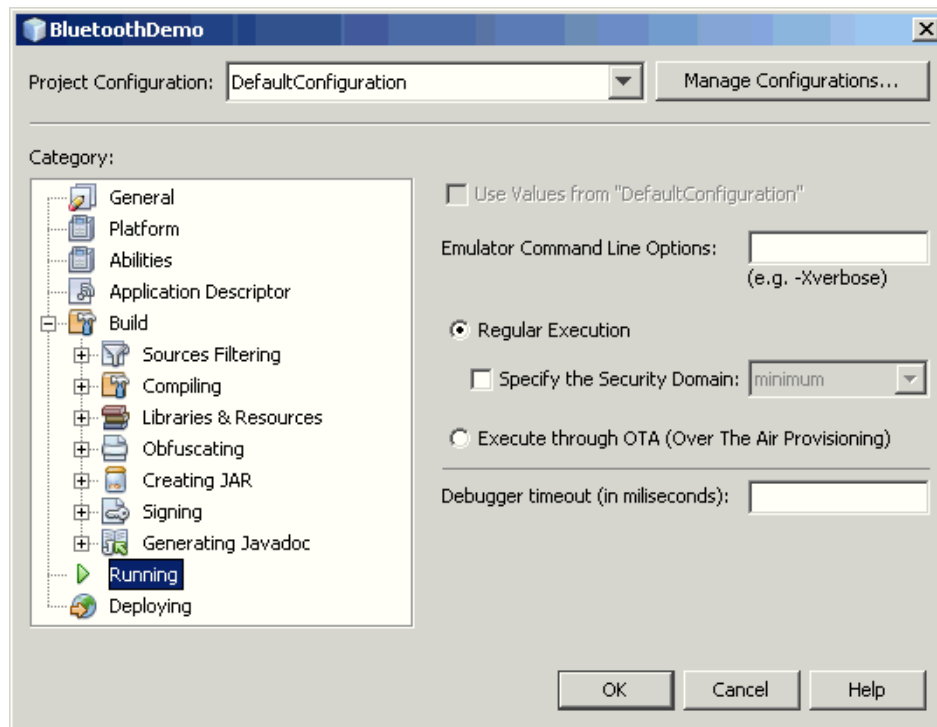 BluetoothDemo
Project Configuration: DefaultConfiguration Manage Configurations...
Category:
General
Platform
Abilities
Application Descriptor
Build
Sources Filtering
Compiling
Libraries & Resources
Obfuscating
Creating JAR
Signing
Generating Javadoc
Running
Deploying
Use Values from "DefaultConfiguration"
Emulator Command Line Options:
(e.g. -Xverbose)
Regular Execution
Specify the Security Domain: minimum
Execute through OTA (Over The Air Provisioning)
Debugger timeout (in miliseconds):
OK Cancel Help